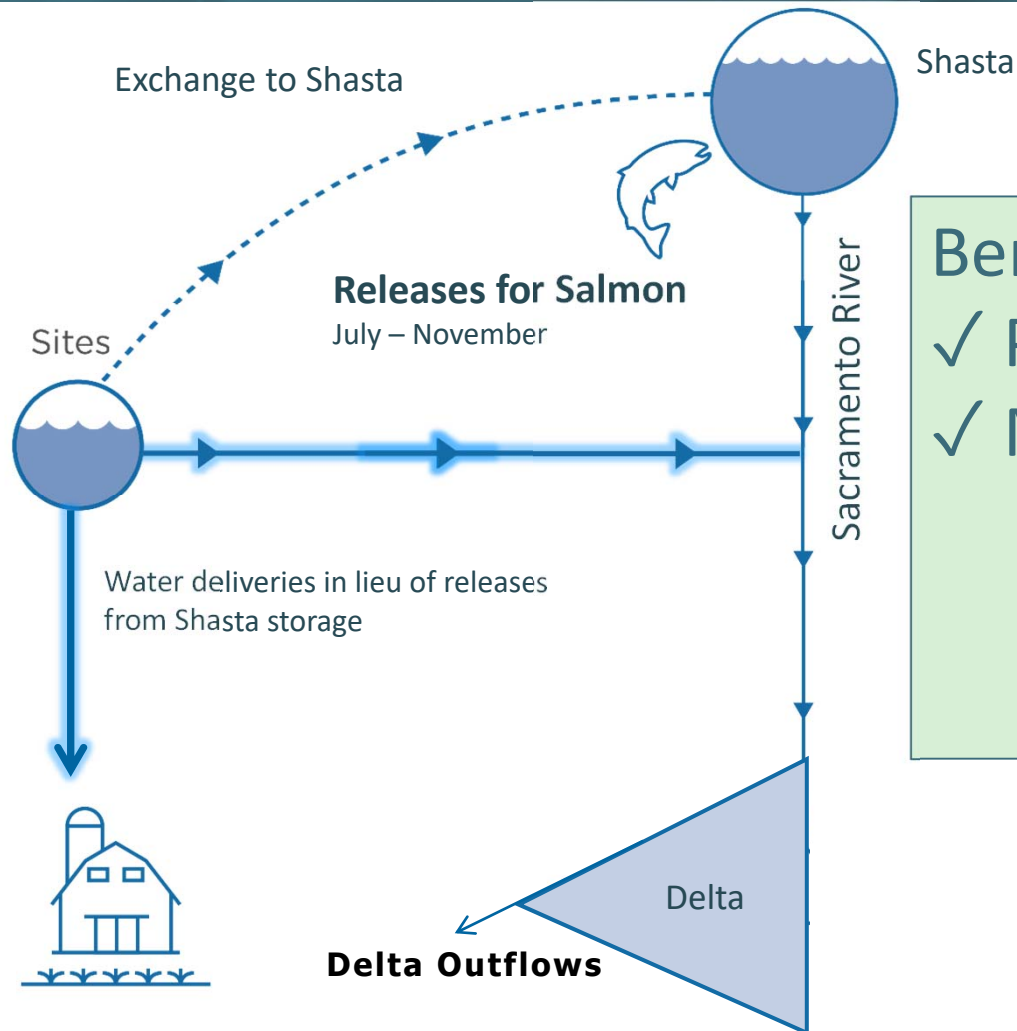 Exchange to Shasta
Shasta
Releases for Salmon
July – November
Sites
Sacramento River
Water deliveries in lieu of releases
from Shasta storage
Delta
Delta Outflows